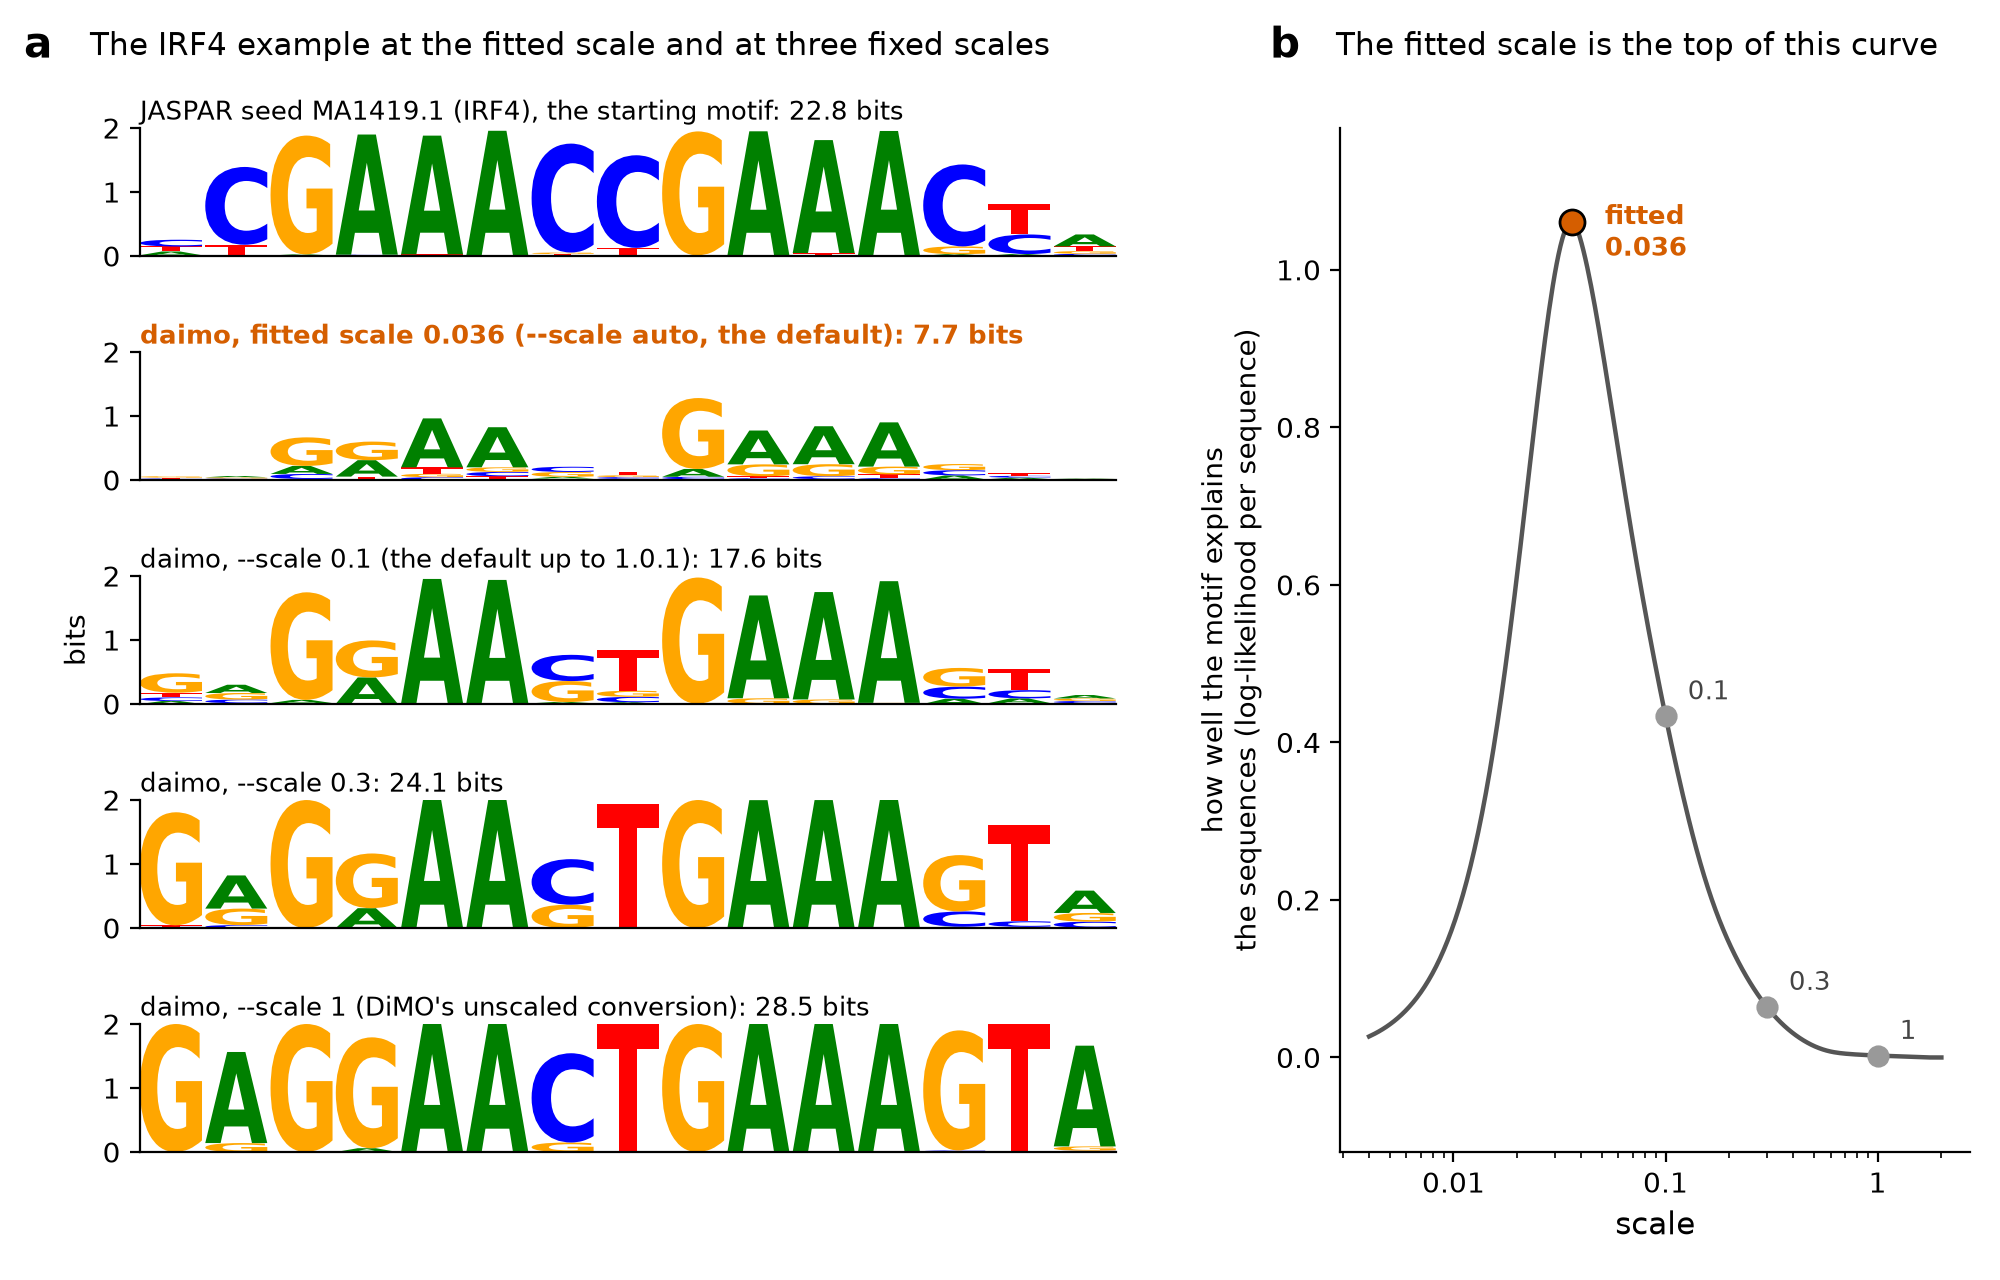 a The IRF4 example at the fitted scale and at three fixed scales
JASPAR seed MA1419.1 (IRF4), the starting motif: 22.8 bits
2
1
0
CTGAAACCGAAACTA
daimo, fitted scale 0.036 (--scale auto, the default): 7.7 bits
2
1
0
daimo, --scale 0.1 (the default up to 1.0.1): 17.6 bits
2
1
0
bits
daimo, --scale 0.3: 24.1 bits
2
1
0
daimo, --scale 1 (DiMO's unscaled conversion): 28.5 bits
2
1
0
GAGGAACTGAAAGTA
b The fitted scale is the top of this curve
how well the motif explains
the sequences (log-likelihood per sequence)
1.0
0.8
0.6
0.4
0.2
0.0
fitted
0.036
0.1
0.3
1
0.01 0.1 1
scale